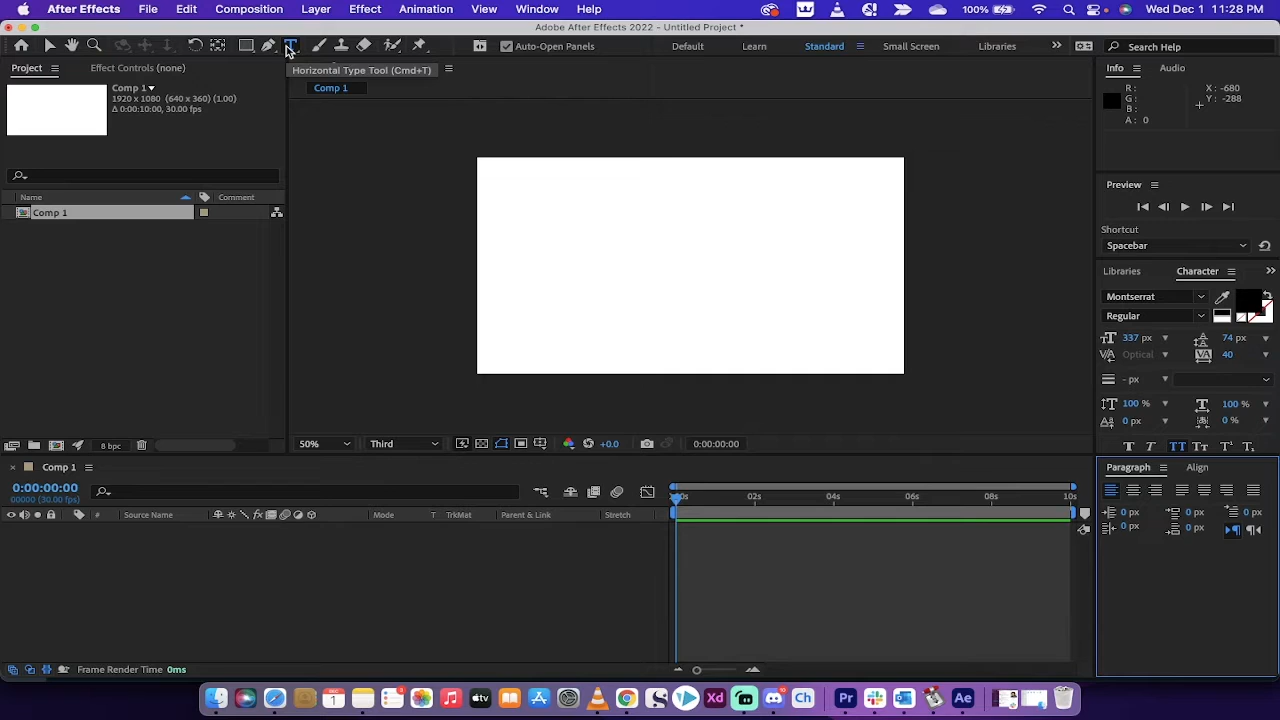 After Effects File Edit Composition Layer Effect Animation View Window Help 100% Wed Dec 1 11:28 PM
Adobe After Effects 2022 - Untitled Project *
T Auto-Open Panels Default Learn Standard Small Screen Libraries Search Help
Horizontal Type Tool (Cmd+T)
Project Effect Controls (none) Info Audio
Comp 1 Comp 1
1920 x 1080 (640 x 360) (1.00)
Δ 0:00:10:00, 30.00 fps
R : X : -680
G : Y : -288
B :
A : 0
Preview
Name Comment
Comp 1
Shortcut
Spacebar
Libraries Character
Montserrat
Regular
337 px 74 px
Optical 40
- px
100 % 100 %
0 px 0 %
8 bpc 50% Third +0.0 0:00:00:00
Comp 1 Paragraph Align
0:00:00:00
00000 (30.00 fps)
02s 04s 06s 08s 10s
# Source Name Mode T TrkMat Parent & Link Stretch
0 px 0 px 0 px
0 px 0 px
Frame Render Time 0ms
tv Xd Ch Pr Ae